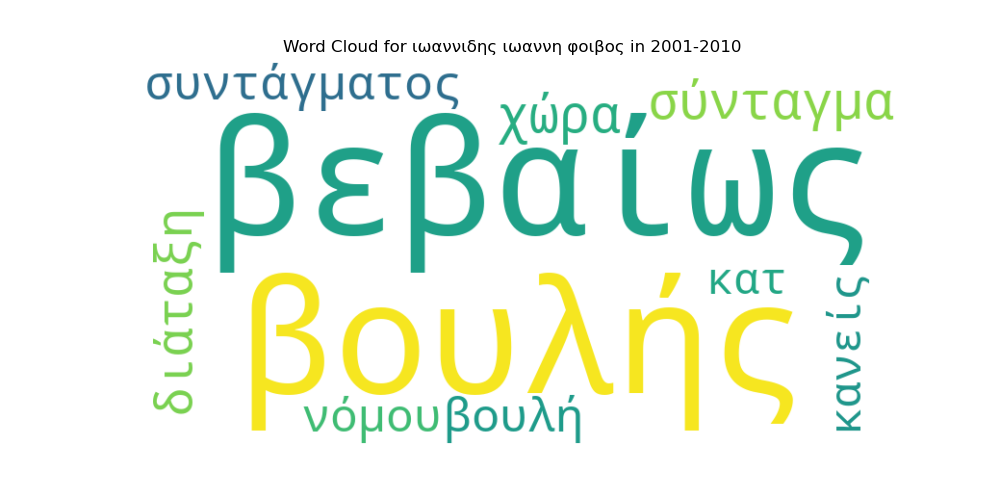 Word Cloud for ιωαννιδης ιωαννη φοιβος in 2001-2010
συντάγματος
χώρα
σύνταγμα
βεβαίως
διάταξη
βουλής
κατ
κανείς
νόμου
βουλή